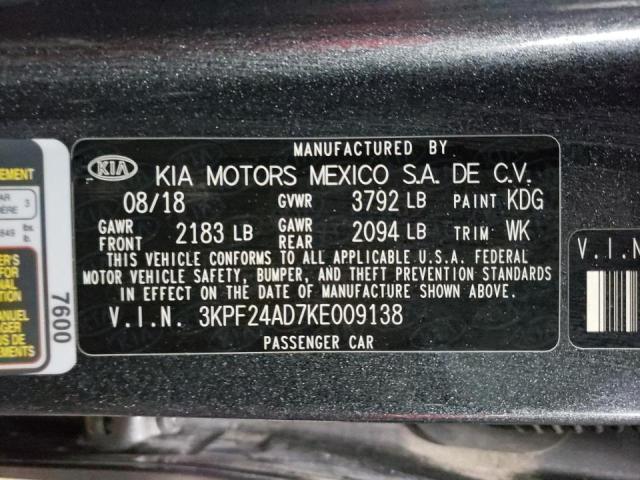 MANUFACTURED BY
KIA KIA MOTORS MEXICO S.A. DE C.V.
08/18 GVWR 3792 LB PAINT KDG
GAWR FRONT 2183 LB GAWR REAR 2094 LB TRIM WK
THIS VEHICLE CONFORMS TO ALL APPLICABLE U.S.A. FEDERAL
MOTOR VEHICLE SAFETY, BUMPER, AND THEFT PREVENTION STANDARDS
IN EFFECT ON THE DATE OF MANUFACTURE SHOWN ABOVE.
V.I.N. 3KPF24AD7KE009138
PASSENGER CAR
7600
V.I.N